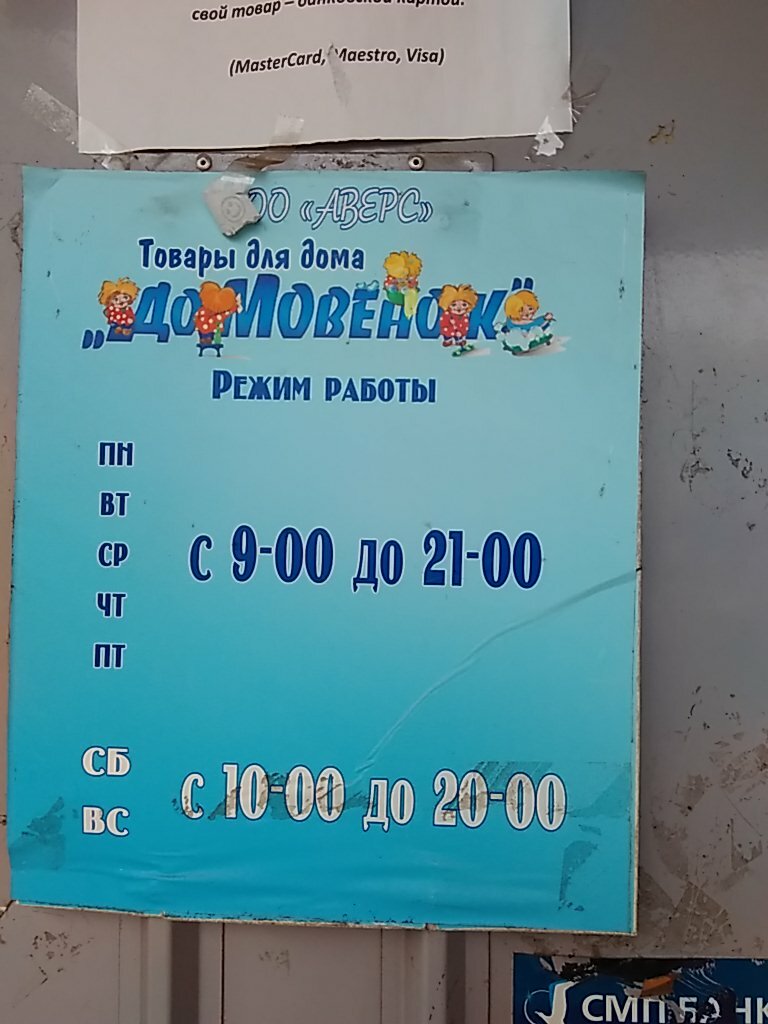 свой товар – банковской картой.
(MasterCard, Maestro, Visa)
ООО «АВЕРС»
Товары для дома
„ДОМОВЕНОК"
РЕЖИМ РАБОТЫ
ПН
ВТ
СР
ЧТ
ПТ
С 9-00 ДО 21-00
СБ
ВС
С 10-00 ДО 20-00
СМП БАНК